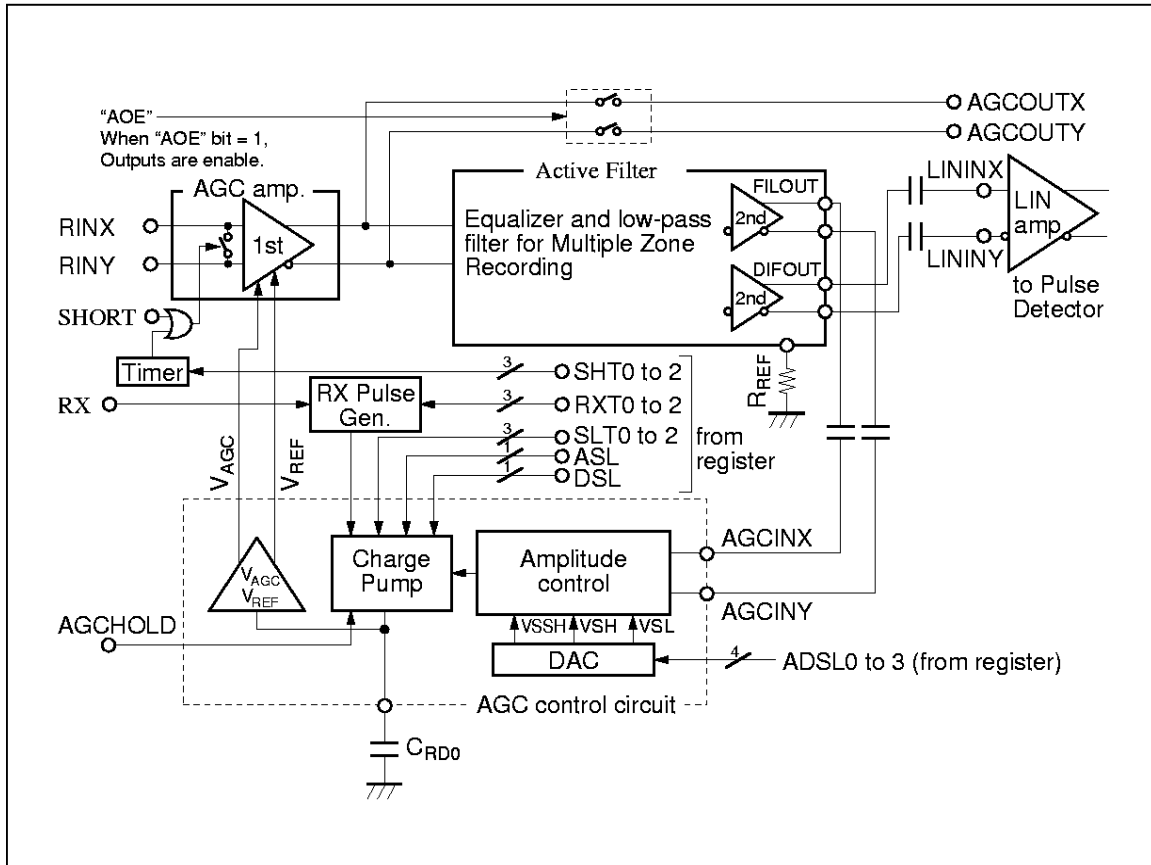 "AOE"
When "AOE" bit = 1,
Outputs are enable.
AGCOUTX
AGCOUTY
AGC amp.
1st
RINX
RINY
SHORT
Timer
RX
Active Filter
Equalizer and low-pass
filter for Multiple Zone
Recording
FILOUT
2nd
DIFOUT
2nd
LININX
LININY
LIN
amp
to Pulse
Detector
RREF
3
SHT0 to 2
RX Pulse
Gen.
3
RXT0 to 2
3
SLT0 to 2
1
ASL
1
DSL
from
register
VAGC
VREF
VAGC
VREF
Charge
Pump
Amplitude
control
AGCINX
AGCINY
AGCHOLD
VSSH
VSH
VSL
DAC
4
ADSL0 to 3 (from register)
AGC control circuit
CRD0